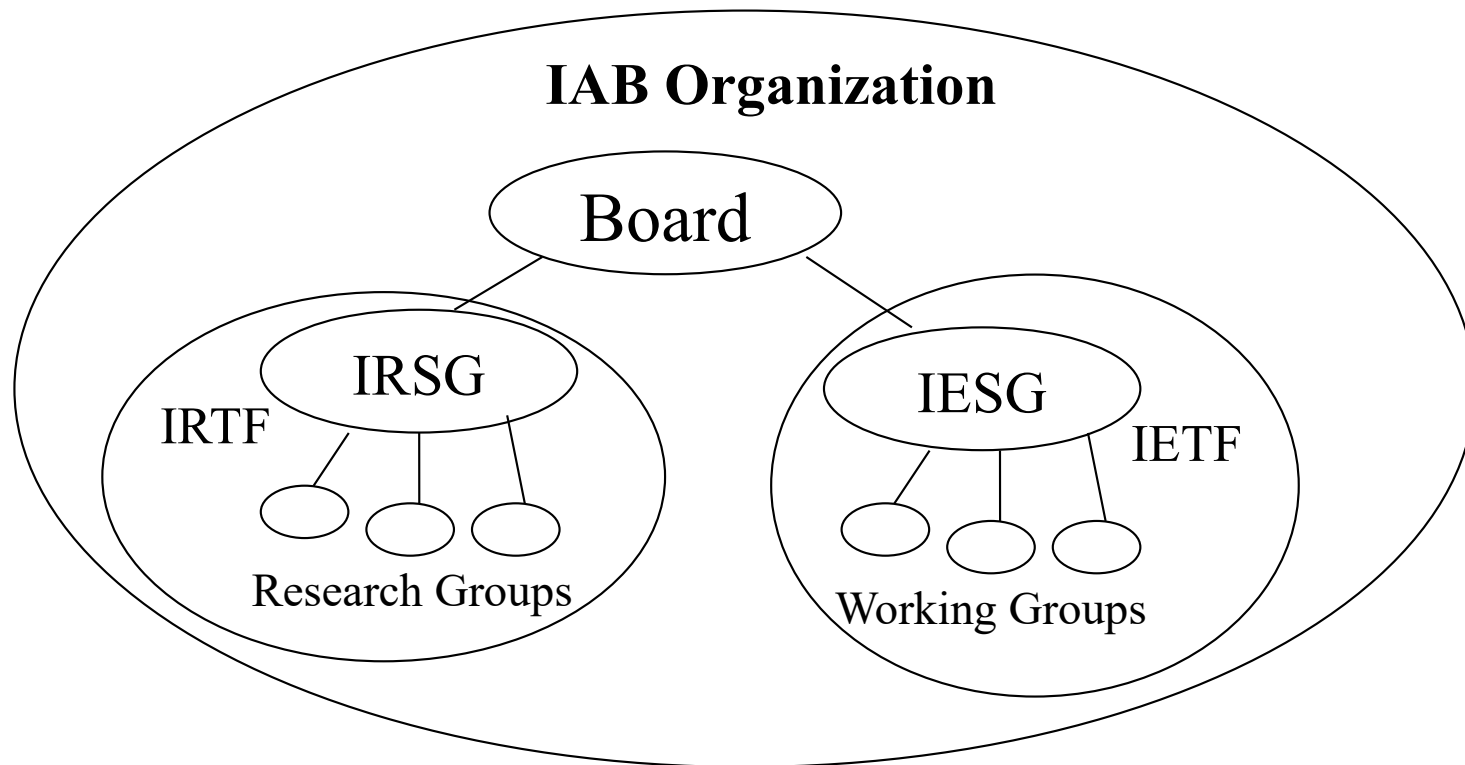 IAB Organization
Board
IRSG
IESG
IRTF
IETF
Research Groups
Working Groups